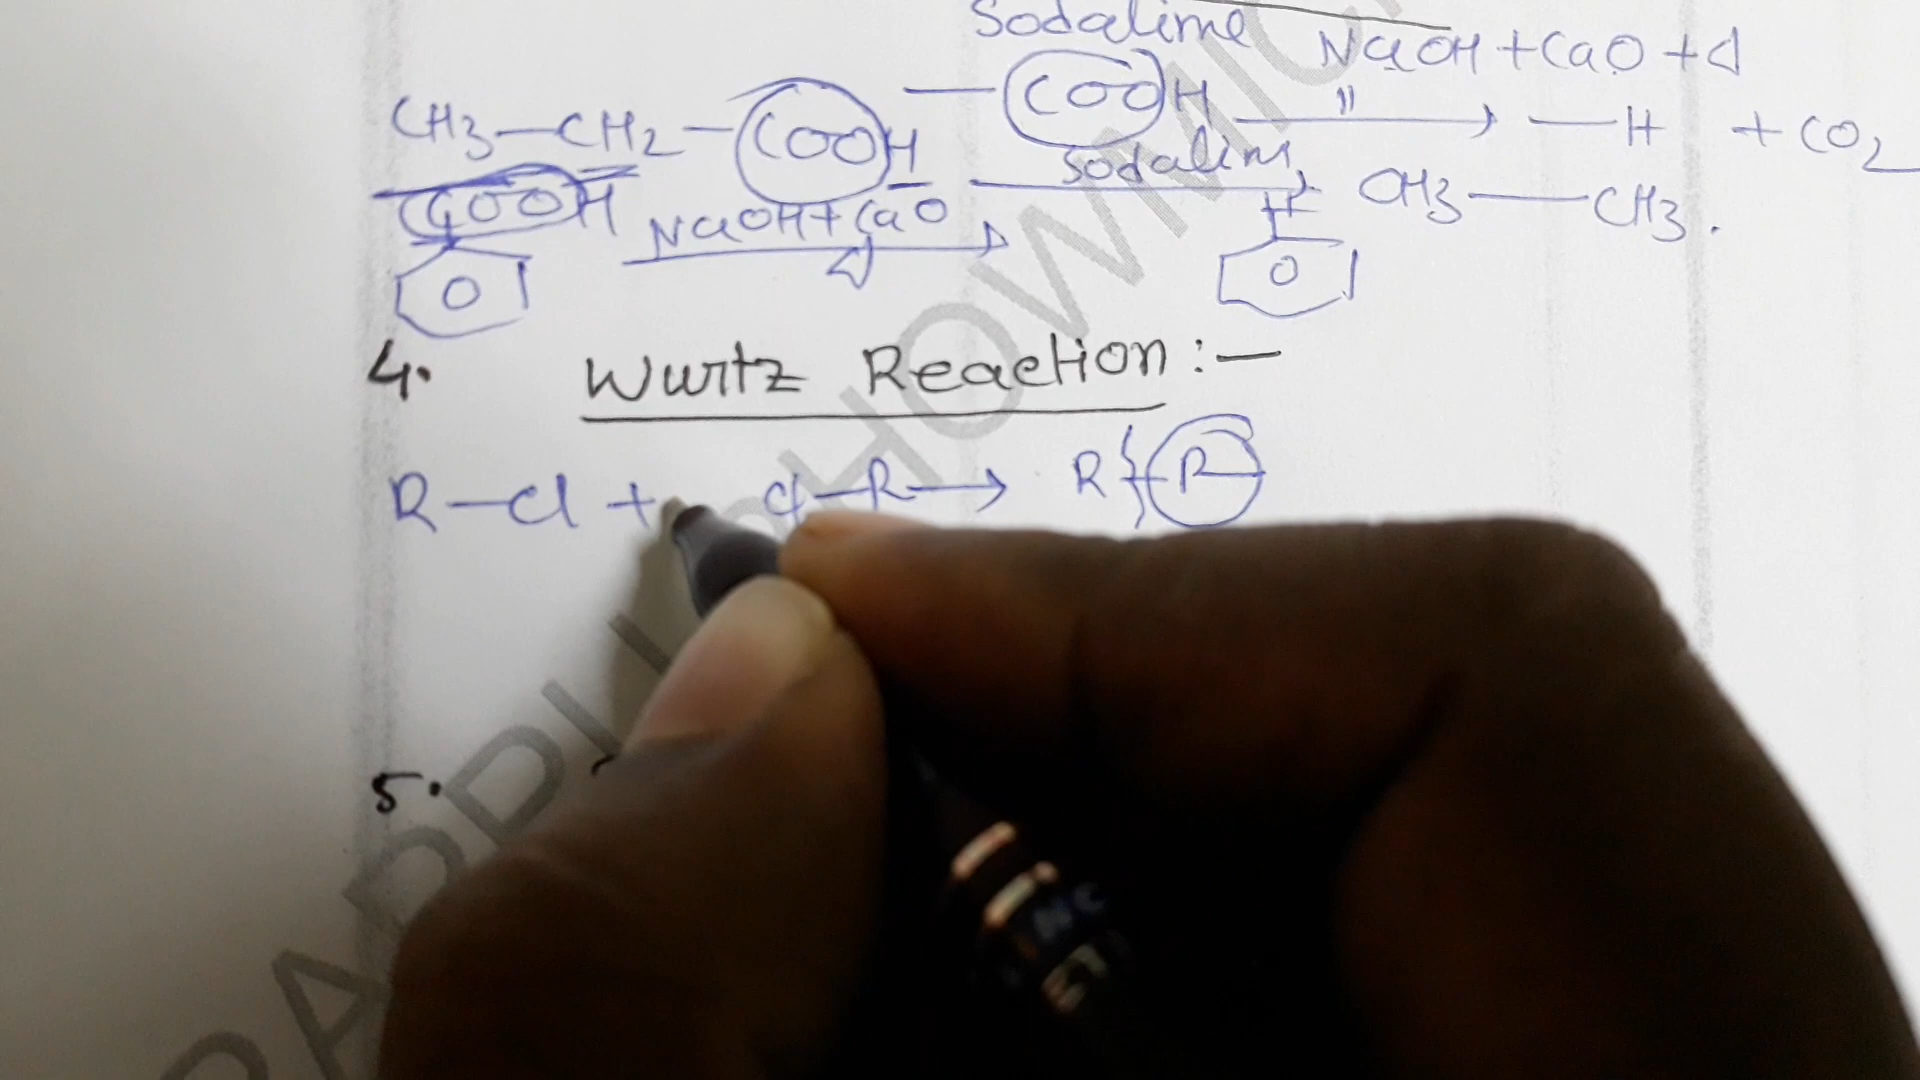 Sodalime
NaOH + CaO + Δ
CH3—CH2—COOH —COOH " —H + CO2
Sodalim CH3—CH3.
COOH NaOH + CaO H
Δ
4. Wurtz Reaction :—
R—Cl + Cl—R → R}—R
5.